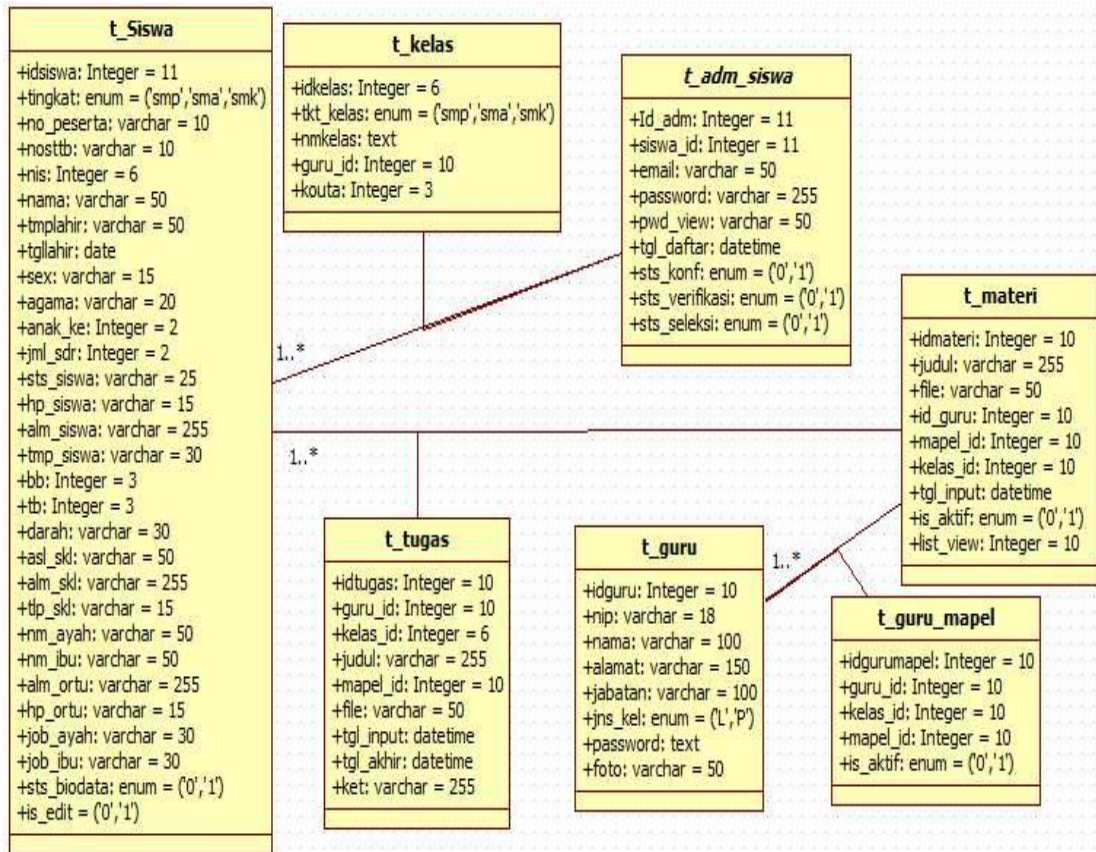 t_Siswa
+idsiswa: Integer = 11
+tingkat: enum = ('smp','sma','smk')
+no_peserta: varchar = 10
+nosttb: varchar = 10
+nis: Integer = 6
+nama: varchar = 50
+tmplahir: varchar = 50
+tgllahir: date
+sex: varchar = 15
+agama: varchar = 20
+anak_ke: Integer = 2
+jml_sdr: Integer = 2
+sts_siswa: varchar = 25
+hp_siswa: varchar = 15
+alm_siswa: varchar = 255
+tmp_siswa: varchar = 30
+bb: Integer = 3
+tb: Integer = 3
+darah: varchar = 30
+asl_skl: varchar = 50
+alm_skl: varchar = 255
+tlp_skl: varchar = 15
+nm_ayah: varchar = 50
+nm_ibu: varchar = 50
+alm_ortu: varchar = 255
+hp_ortu: varchar = 15
+job_ayah: varchar = 30
+job_ibu: varchar = 30
+sts_biodata: enum = ('0','1')
+is_edit = ('0','1')
t_kelas
+idkelas: Integer = 6
+tkt_kelas: enum = ('smp','sma','smk')
+nmkelas: text
+guru_id: Integer = 10
+kouta: Integer = 3
t_adm_siswa
+Id_adm: Integer = 11
+siswa_id: Integer = 11
+email: varchar = 50
+password: varchar = 255
+pwd_view: varchar = 50
+tgl_daftar: datetime
+sts_konf: enum = ('0','1')
+sts_verifikasi: enum = ('0','1')
+sts_seleksi: enum = ('0','1')
1..*
1..*
t_materi
+idmateri: Integer = 10
+judul: varchar = 255
+file: varchar = 50
+id_guru: Integer = 10
+mapel_id: Integer = 10
+kelas_id: Integer = 10
+tgl_input: datetime
+is_aktif: enum = ('0','1')
+list_view: Integer = 10
t_tugas
+idtugas: Integer = 10
+guru_id: Integer = 10
+kelas_id: Integer = 6
+judul: varchar = 255
+mapel_id: Integer = 10
+file: varchar = 50
+tgl_input: datetime
+tgl_akhir: datetime
+ket: varchar = 255
t_guru
+idguru: Integer = 10
+nip: varchar = 18
+nama: varchar = 100
+alamat: varchar = 150
+jabatan: varchar = 100
+jns_kel: enum = ('L','P')
+password: text
+foto: varchar = 50
1..*
t_guru_mapel
+idgurumapel: Integer = 10
+guru_id: Integer = 10
+kelas_id: Integer = 10
+mapel_id: Integer = 10
+is_aktif: enum = ('0','1')